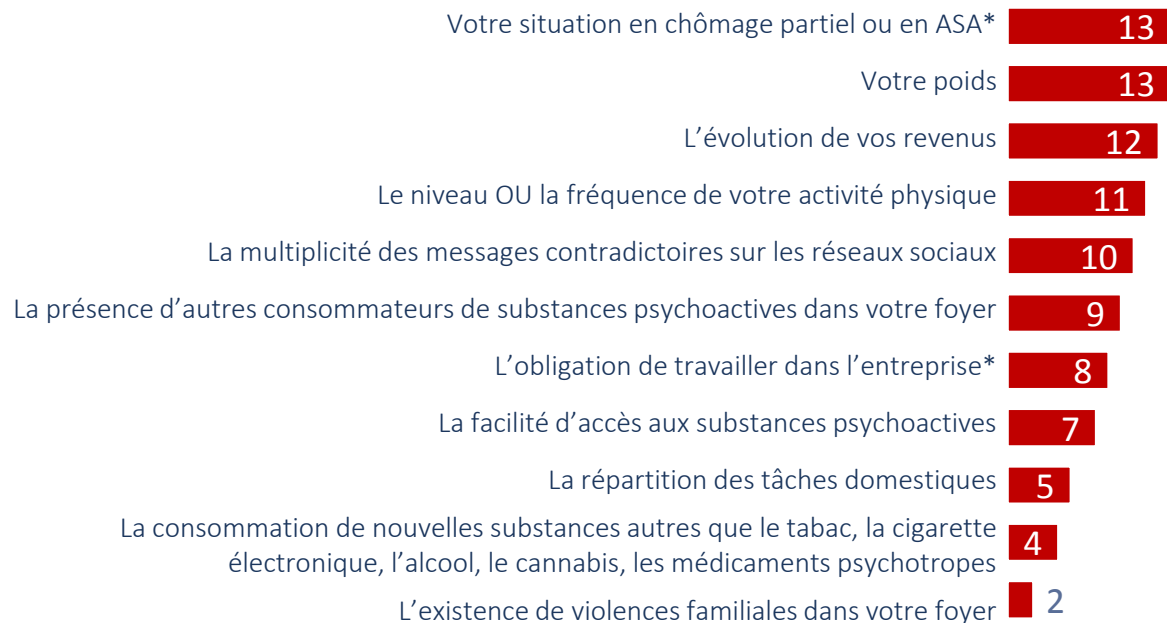 Votre situation en chômage partiel ou en ASA* 13
Votre poids 13
L’évolution de vos revenus 12
Le niveau OU la fréquence de votre activité physique 11
La multiplicité des messages contradictoires sur les réseaux sociaux 10
La présence d’autres consommateurs de substances psychoactives dans votre foyer 9
L’obligation de travailler dans l’entreprise* 8
La facilité d’accès aux substances psychoactives 7
La répartition des tâches domestiques 5
La consommation de nouvelles substances autres que le tabac, la cigarette
électronique, l’alcool, le cannabis, les médicaments psychotropes 4
L’existence de violences familiales dans votre foyer 2